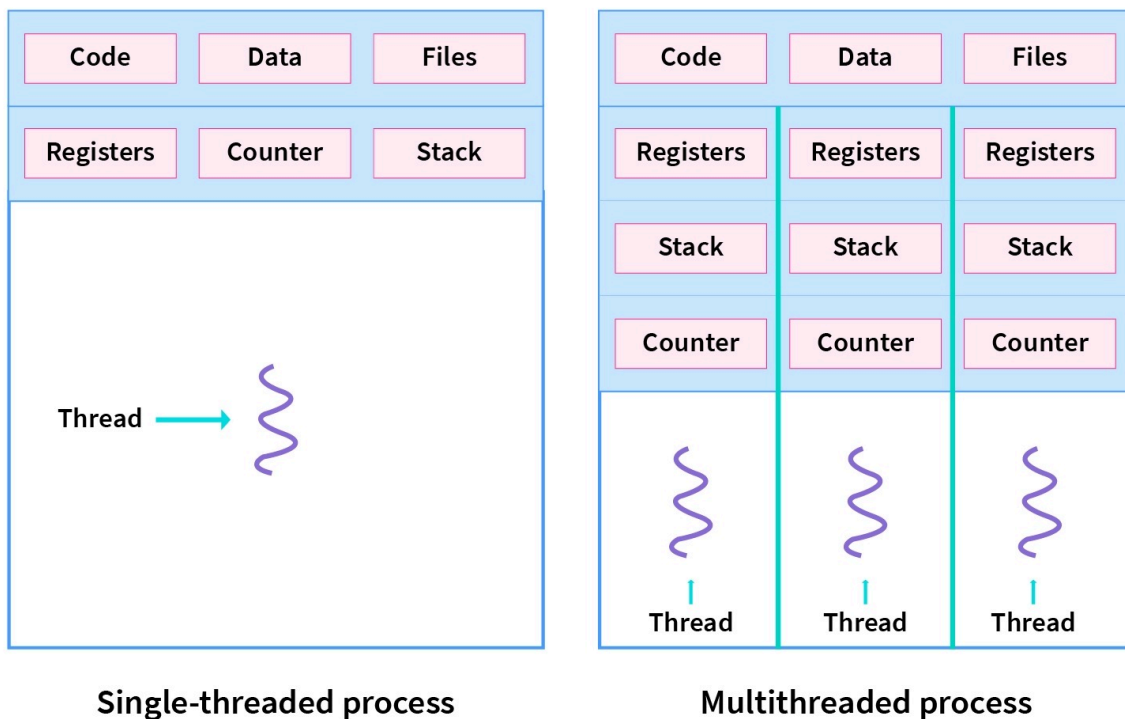 Code Data Files
Registers Counter Stack
Thread
Single-threaded process
Code Data Files
Registers Registers Registers
Stack Stack Stack
Counter Counter Counter
Thread Thread Thread
Multithreaded process